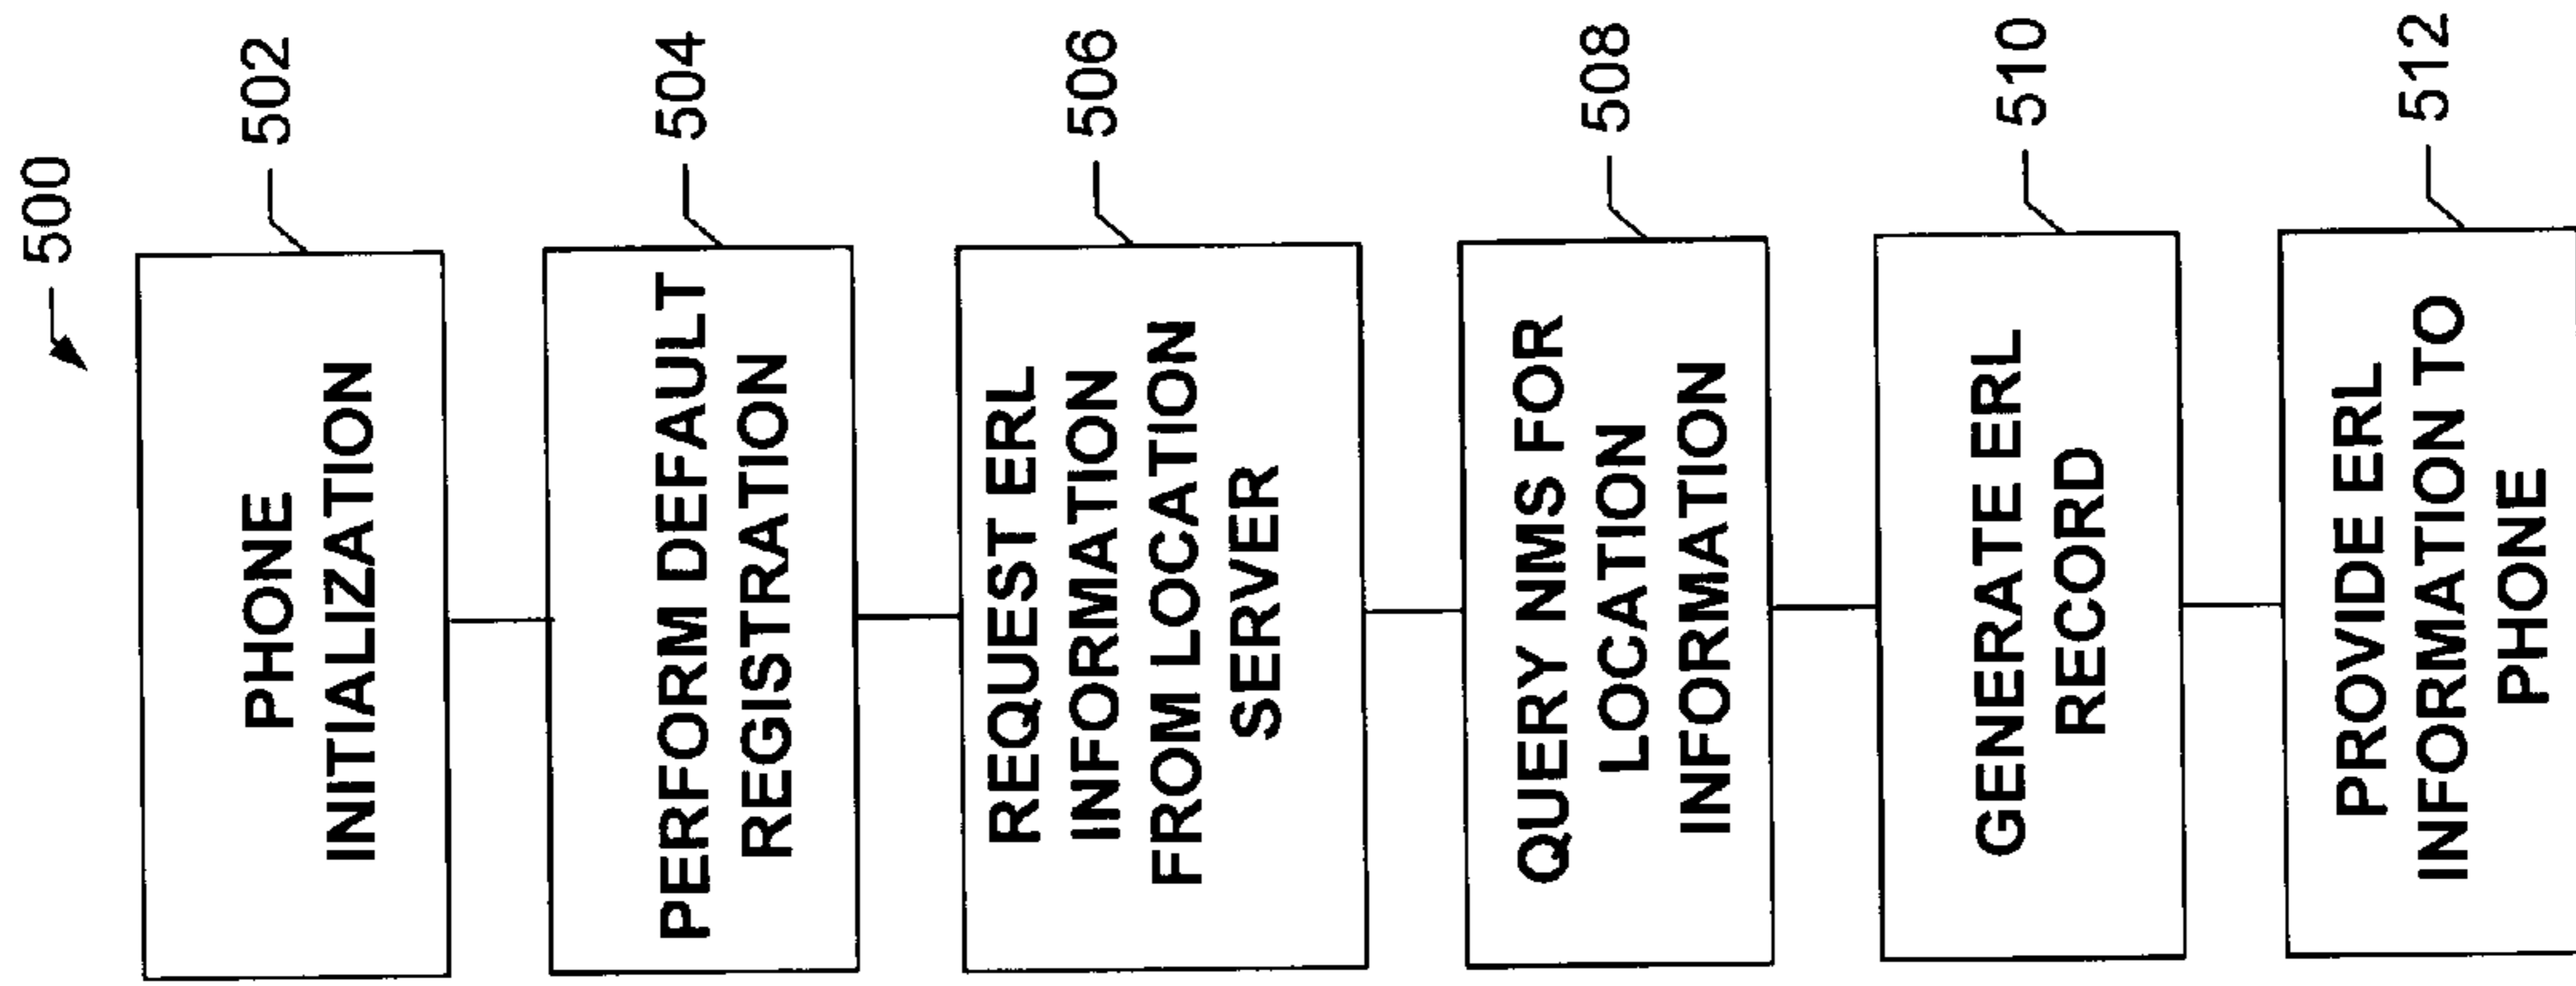 500
PHONE
INITIALIZATION
502
PERFORM DEFAULT
REGISTRATION
504
REQUEST ERL
INFORMATION
FROM LOCATION
SERVER
506
QUERY NMS FOR
LOCATION
INFORMATION
508
GENERATE ERL
RECORD
510
PROVIDE ERL
INFORMATION TO
PHONE
512